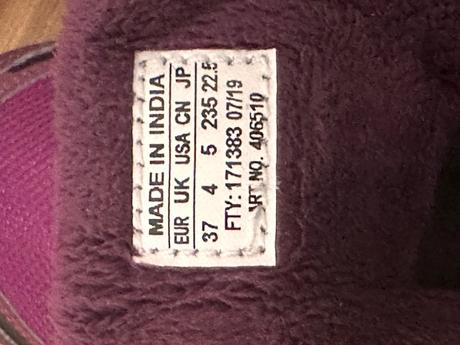 MADE IN INDIA
EUR UK USA CN JP
37 4 5 235 22.5
FTY: 171383 07/19
ART NO. 406510